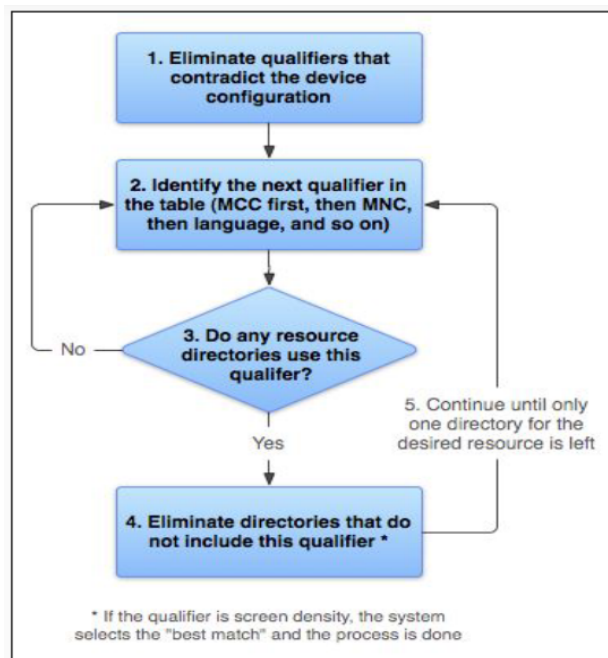 1. Eliminate qualifiers that
contradict the device
configuration
2. Identify the next qualifier in
the table (MCC first, then MNC,
then language, and so on)
3. Do any resource
directories use this
qualifer?
No
Yes
5. Continue until only
one directory for the
desired resource is left
4. Eliminate directories that do
not include this qualifier *
* If the qualifier is screen density, the system
selects the "best match" and the process is done